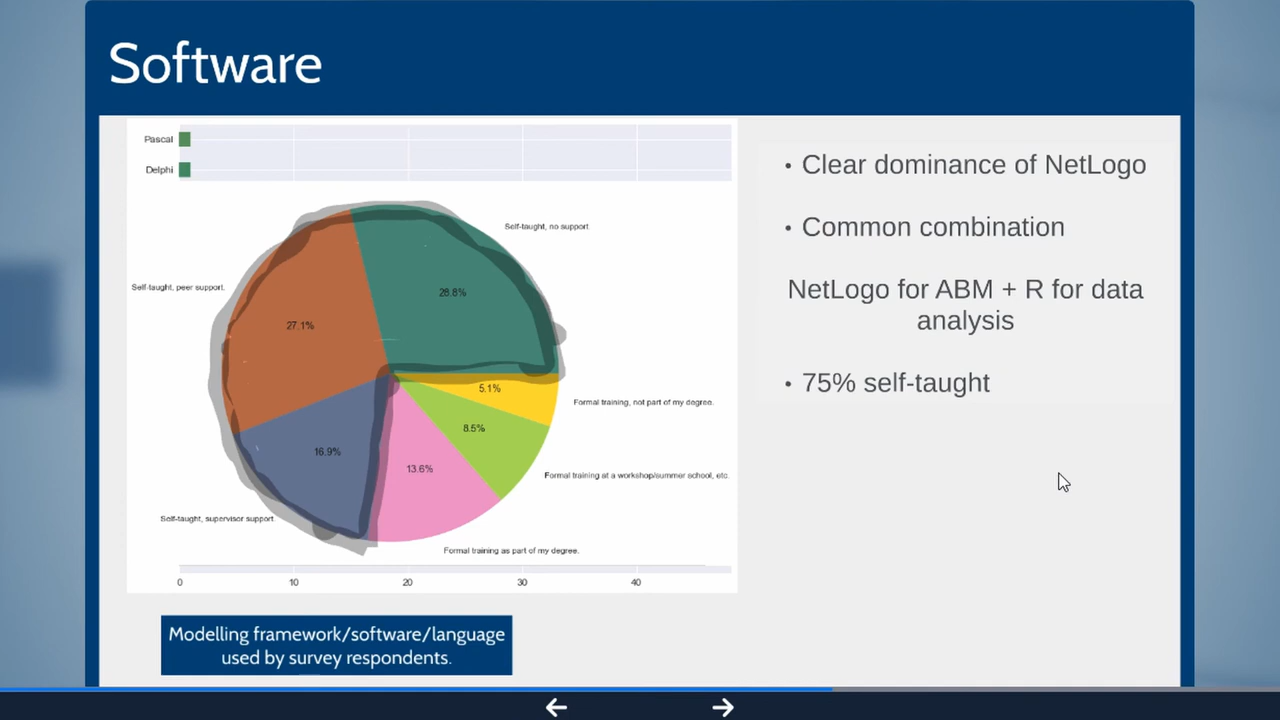 Software
Pascal
Delphi
Self-taught, no support.
Self-taught, peer support.
28.8%
27.1%
5.1%
Formal training, not part of my degree.
8.5%
16.9%
13.6%
Formal training at a workshop/summer school, etc.
Self-taught, supervisor support.
Formal training as part of my degree.
0
10
20
30
40
Modelling framework/software/language
used by survey respondents.
• Clear dominance of NetLogo
• Common combination
NetLogo for ABM + R for data
analysis
• 75% self-taught